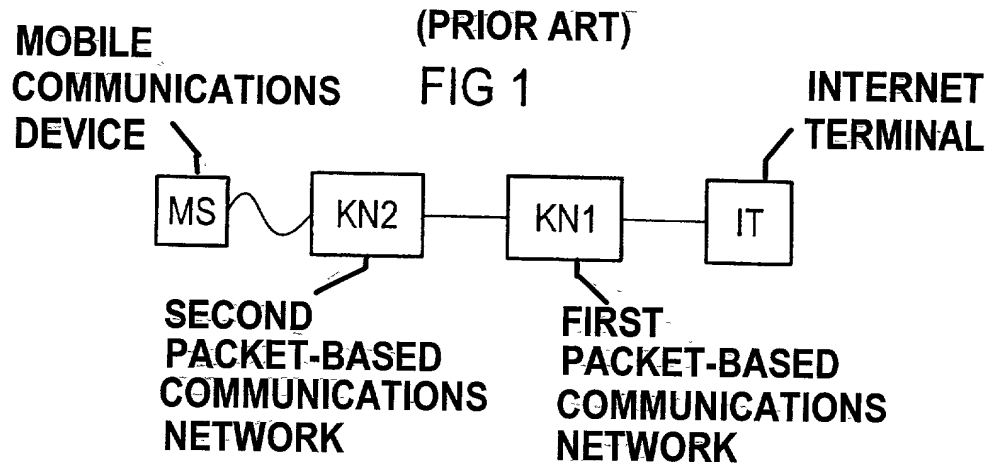 (PRIOR ART)
FIG 1
MOBILE
COMMUNICATIONS
DEVICE
INTERNET
TERMINAL
MS
KN2
KN1
IT
SECOND
PACKET-BASED
COMMUNICATIONS
NETWORK
FIRST
PACKET-BASED
COMMUNICATIONS
NETWORK